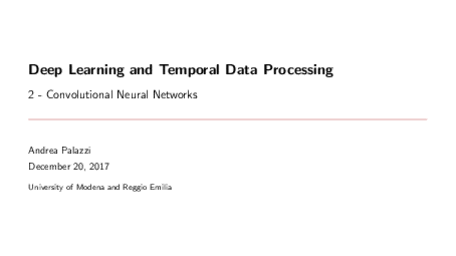 Deep Learning and Temporal Data Processing
2 - Convolutional Neural Networks
Andrea Palazzi
December 20, 2017
University of Modena and Reggio Emilia